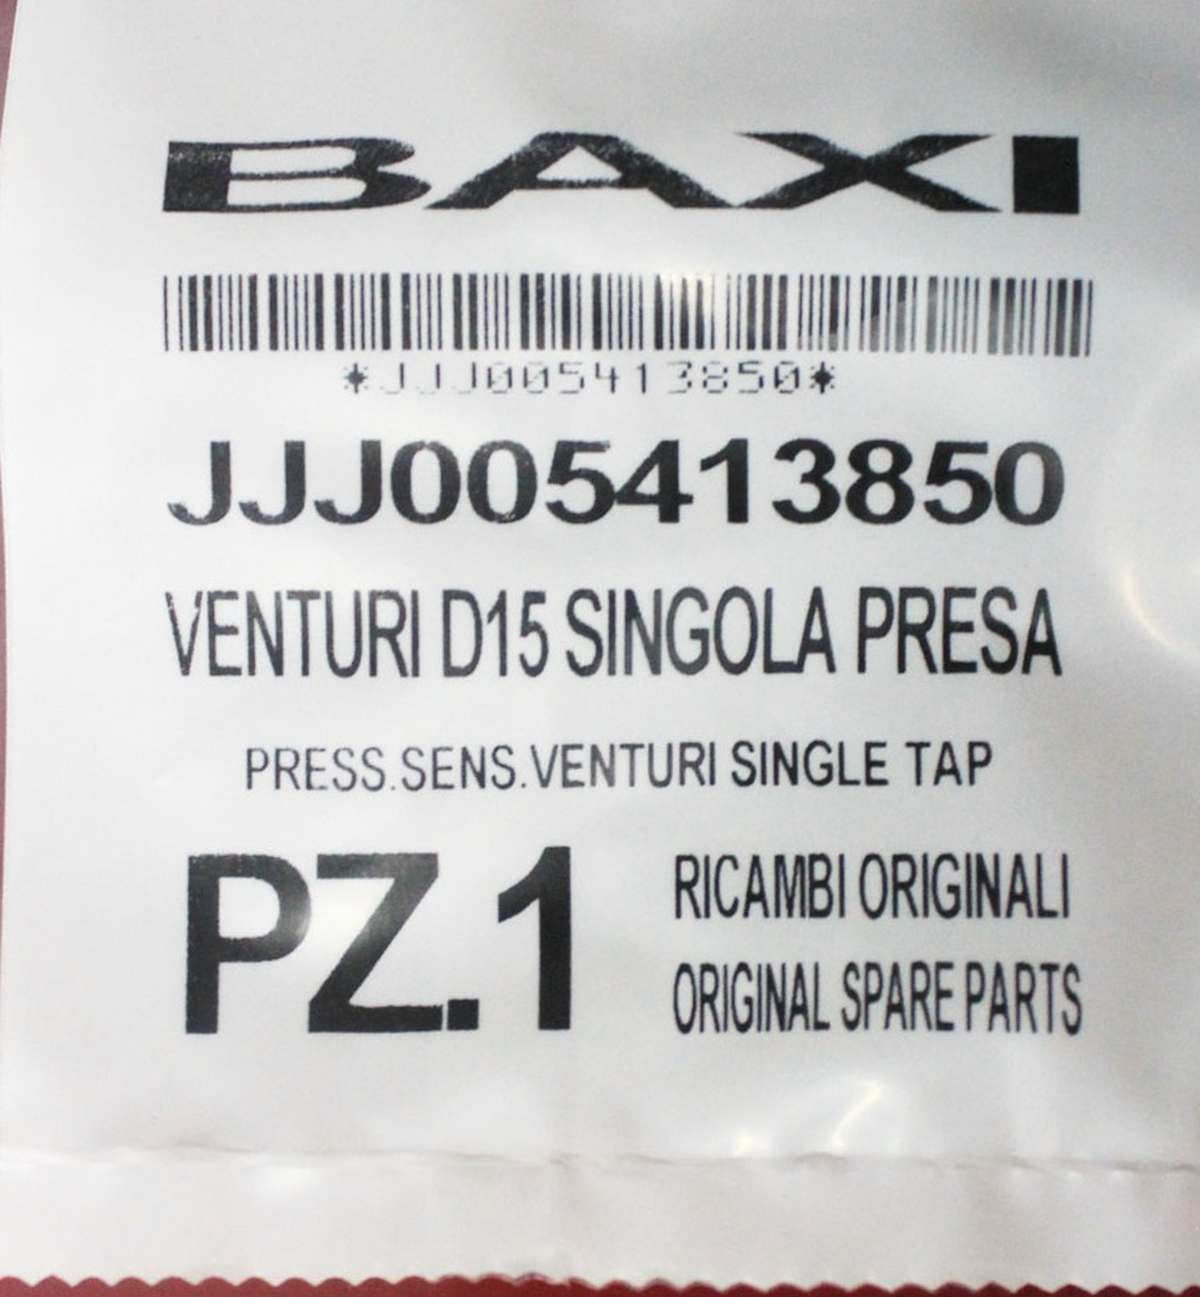 BAXI
*JJJ005413850*
JJJ005413850
VENTURI D15 SINGOLA PRESA
PRESS.SENS.VENTURI SINGLE TAP
PZ.1
RICAMBI ORIGINALI
ORIGINAL SPARE PARTS